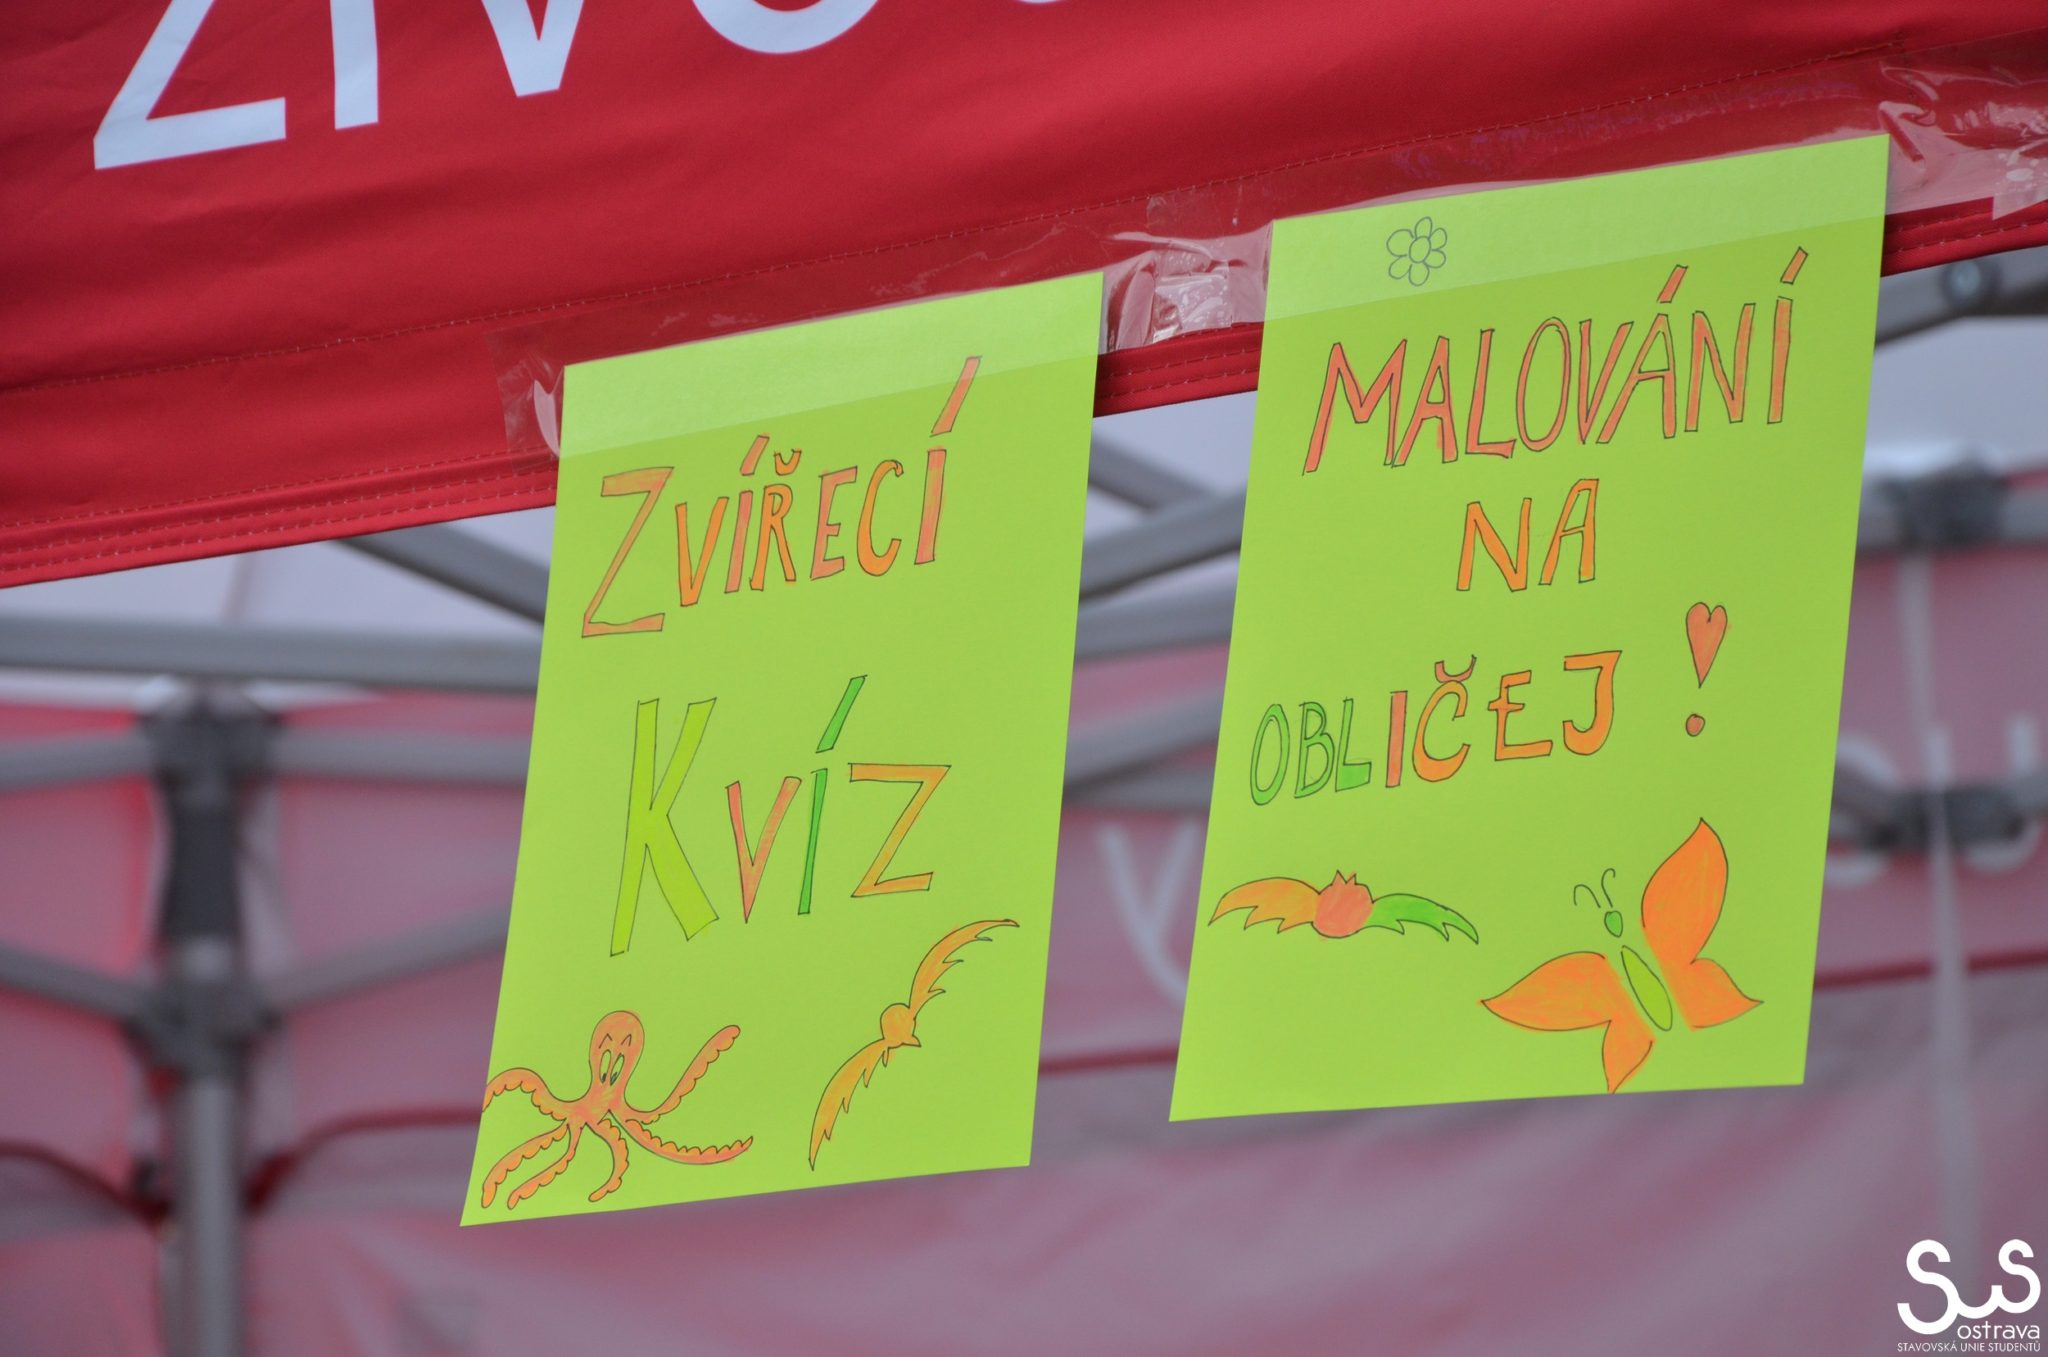 ZVÍŘECÍ
KVÍZ
MALOVÁNÍ
NA
OBLIČEJ!
SUS
ostrava
STAVOVSKÁ UNIE STUDENTŮ